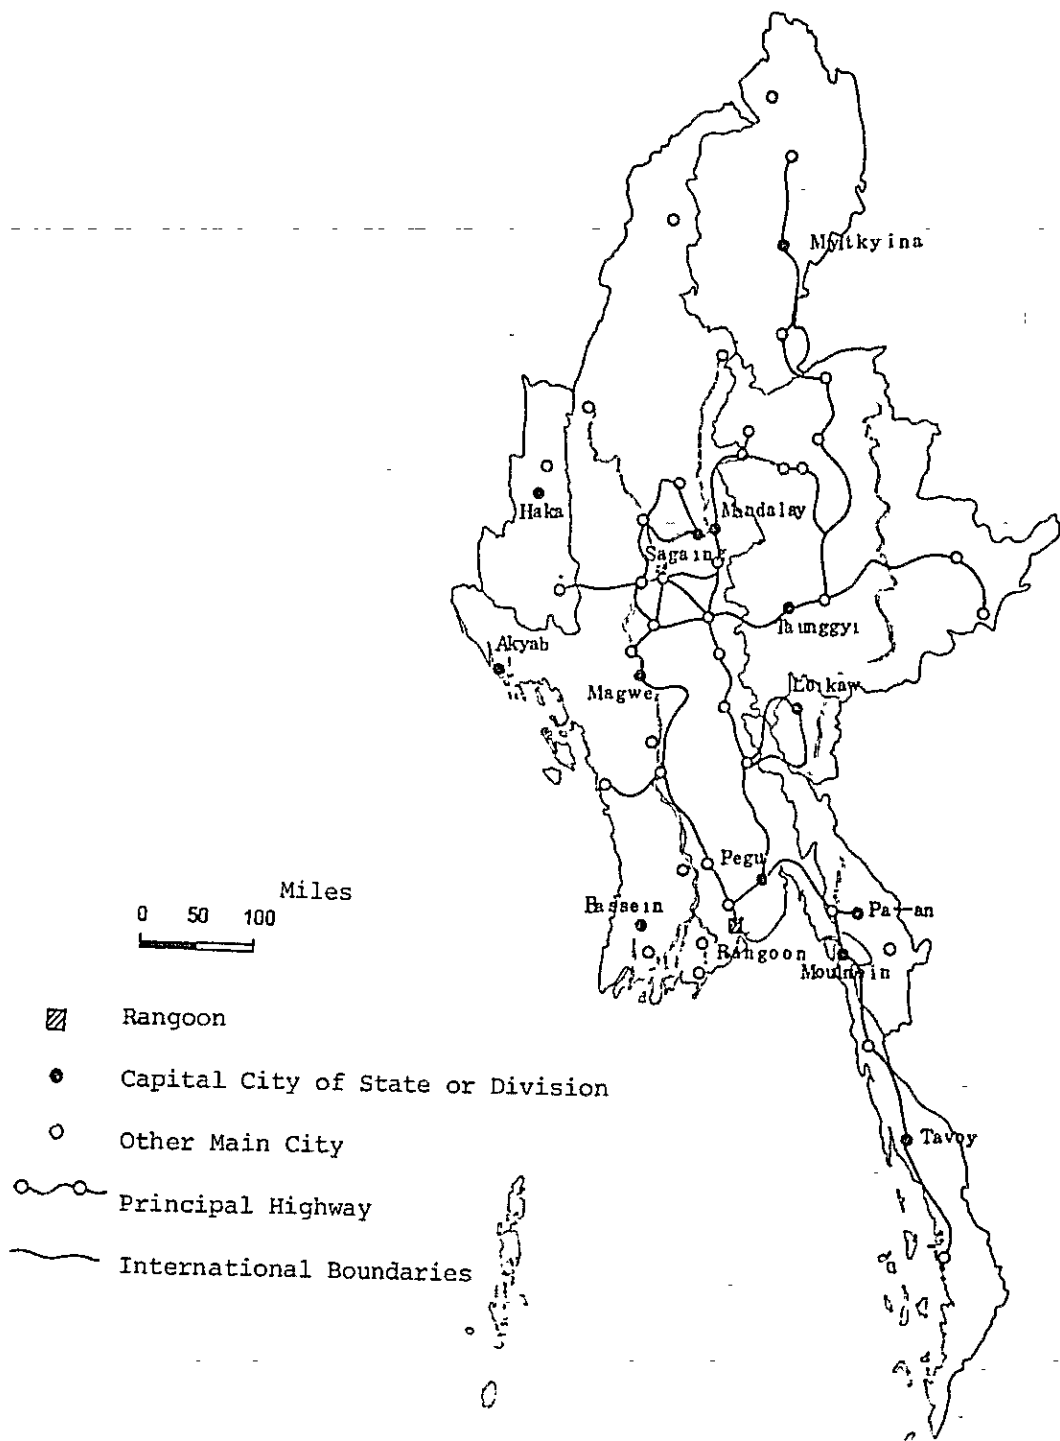 Myitkyina
Haka
Mandalay
Sagaing
Akyab
Thunggyi
Magwe
Loikaw
Pegu
Miles
0 50 100
Bassein
Pa-an
Rangoon
Moulmein
Rangoon
Capital City of State or Division
Other Main City
Tavoy
Principal Highway
International Boundaries